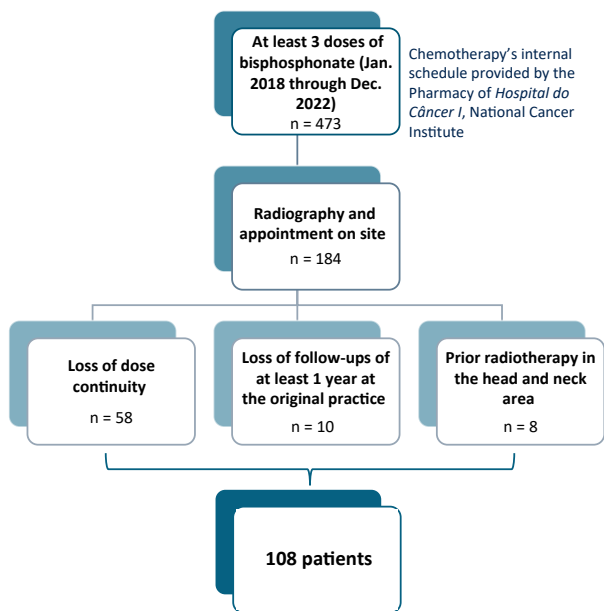 At least 3 doses of
bisphosphonate (Jan.
2018 through Dec.
2022)
n = 473
Chemotherapy's internal
schedule provided by the
Pharmacy of Hospital do
Câncer I, National Cancer
Institute
Radiography and
appointment on site
n = 184
Loss of dose
continuity
n = 58
Loss of follow-ups of
at least 1 year at
the original practice
n = 10
Prior radiotherapy in
the head and neck
area
n = 8
108 patients